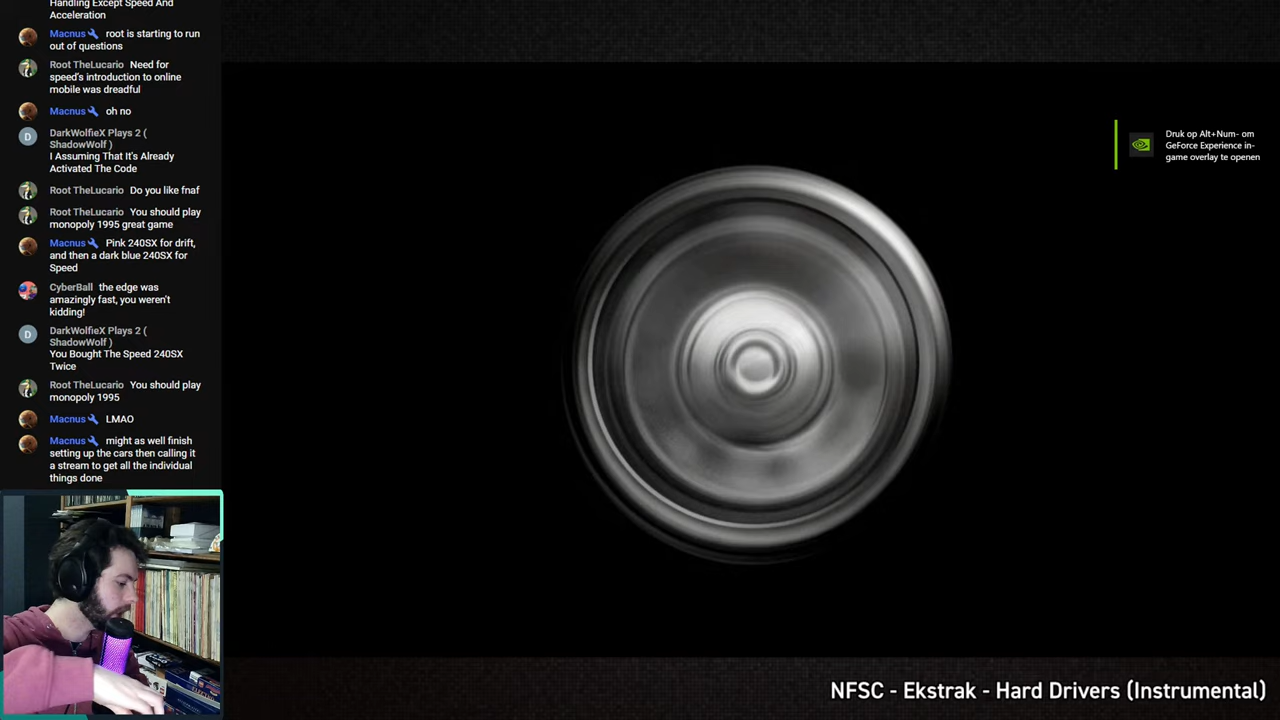 Handling Except Speed And
Acceleration
Macnus root is starting to run
out of questions
Root TheLucario Need for
speed's introduction to online
mobile was dreadful
Macnus oh no
DarkWolfieX Plays 2 (
ShadowWolf )
I Assuming That It's Already
Activated The Code
Root TheLucario Do you like fnaf
Root TheLucario You should play
monopoly 1995 great game
Macnus Pink 240SX for drift,
and then a dark blue 240SX for
Speed
CyberBall the edge was
amazingly fast, you weren't
kidding!
DarkWolfieX Plays 2 (
ShadowWolf )
You Bought The Speed 240SX
Twice
Root TheLucario You should play
monopoly 1995
Macnus LMAO
Macnus might as well finish
setting up the cars then calling it
a stream to get all the individual
things done
D
D
Druk op Alt+Num- om
GeForce Experience in-
game overlay te openen
NFSC - Ekstrak - Hard Drivers (Instrumental)